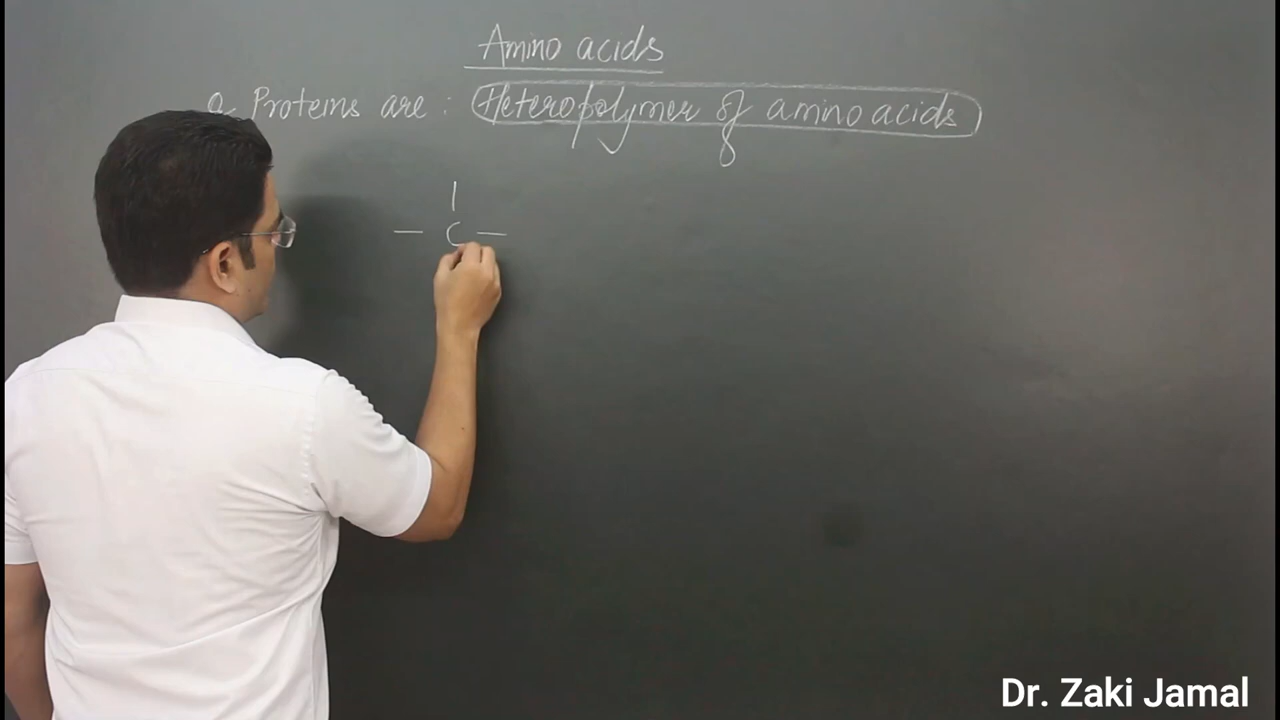 Amino acids
Q Proteins are : Heteropolymer of amino acids
C
Dr. Zaki Jamal